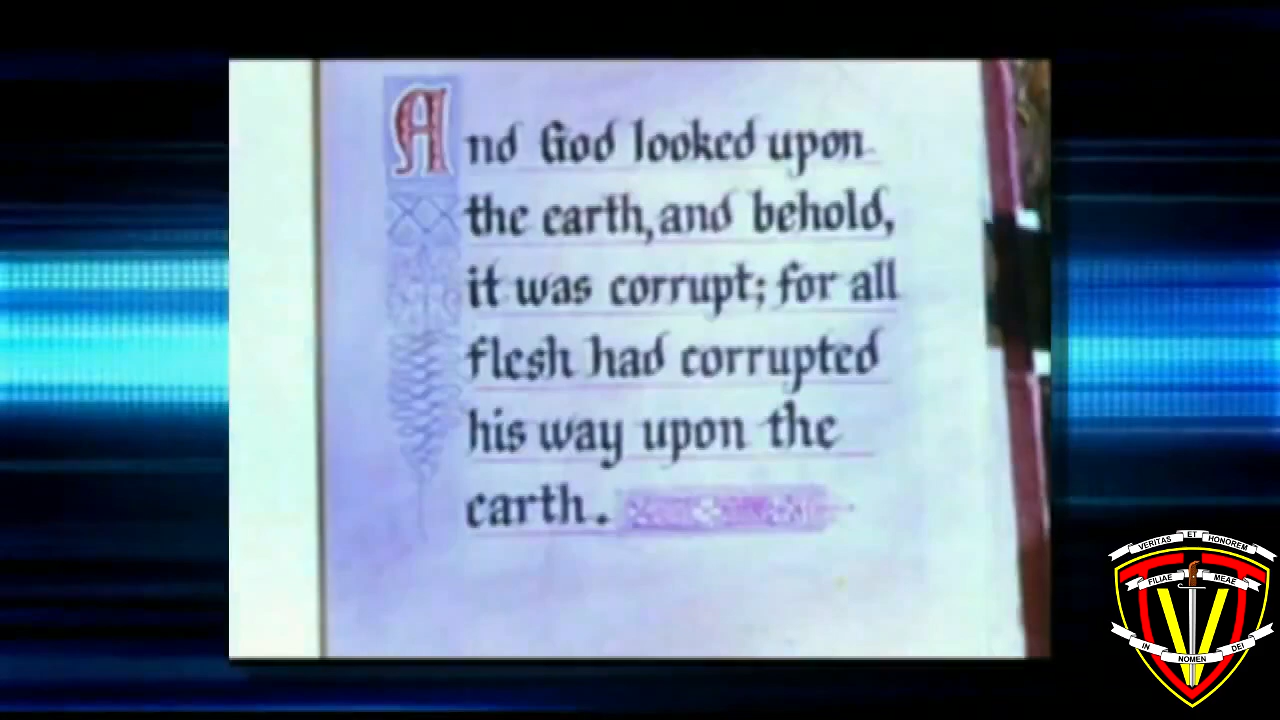 And God looked upon
the earth, and behold,
it was corrupt; for all
flesh had corrupted
his way upon the
earth.
VERITAS ET HONOREM
FILIAE MEAE
IN NOMEN DEI